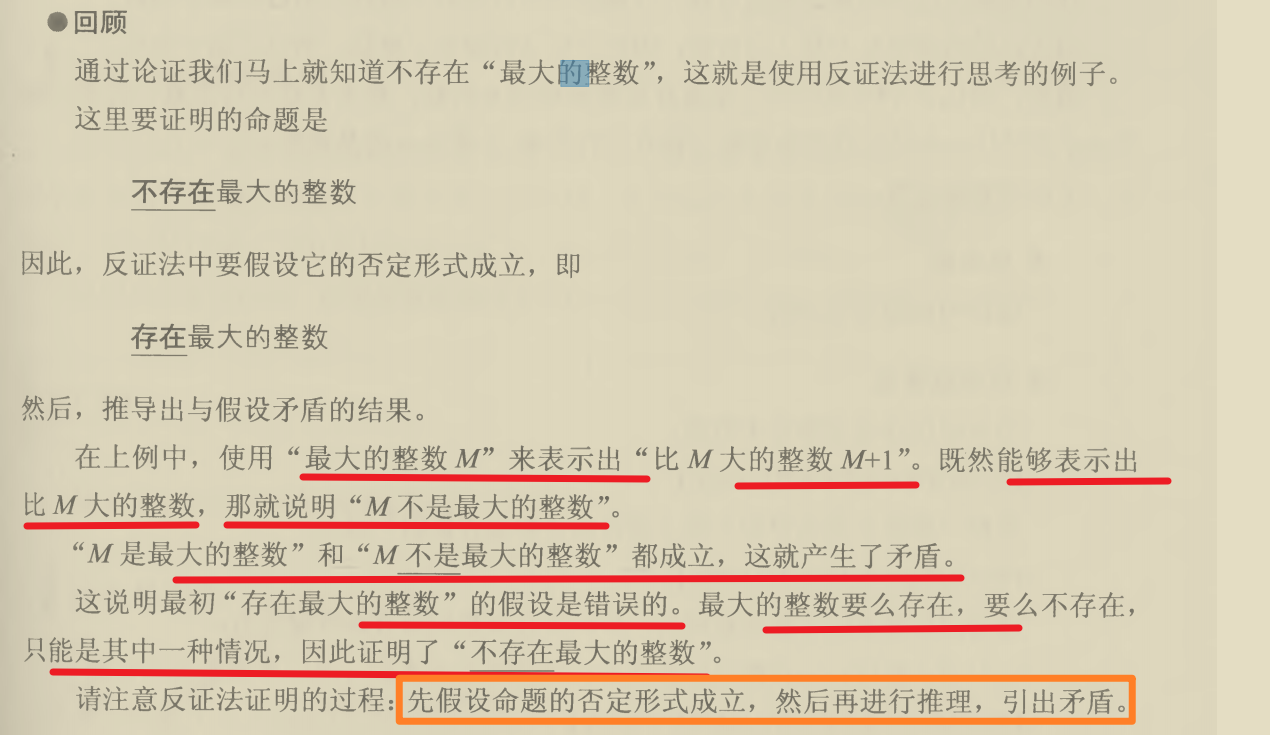 ●回顾
通过论证我们马上就知道不存在“最大的整数”，这就是使用反证法进行思考的例子。
这里要证明的命题是
不存在最大的整数
因此，反证法中要假设它的否定形式成立，即
存在最大的整数
然后，推导出与假设矛盾的结果。
在上例中，使用“最大的整数 M”来表示出“比 M 大的整数 M+1”。既然能够表示出
比 M 大的整数，那就说明“M 不是最大的整数”。
“M 是最大的整数”和“M 不是最大的整数”都成立，这就产生了矛盾。
这说明最初“存在最大的整数”的假设是错误的。最大的整数要么存在，要么不存在，
只能是其中一种情况，因此证明了“不存在最大的整数”。
请注意反证法证明的过程：先假设命题的否定形式成立，然后再进行推理，引出矛盾。